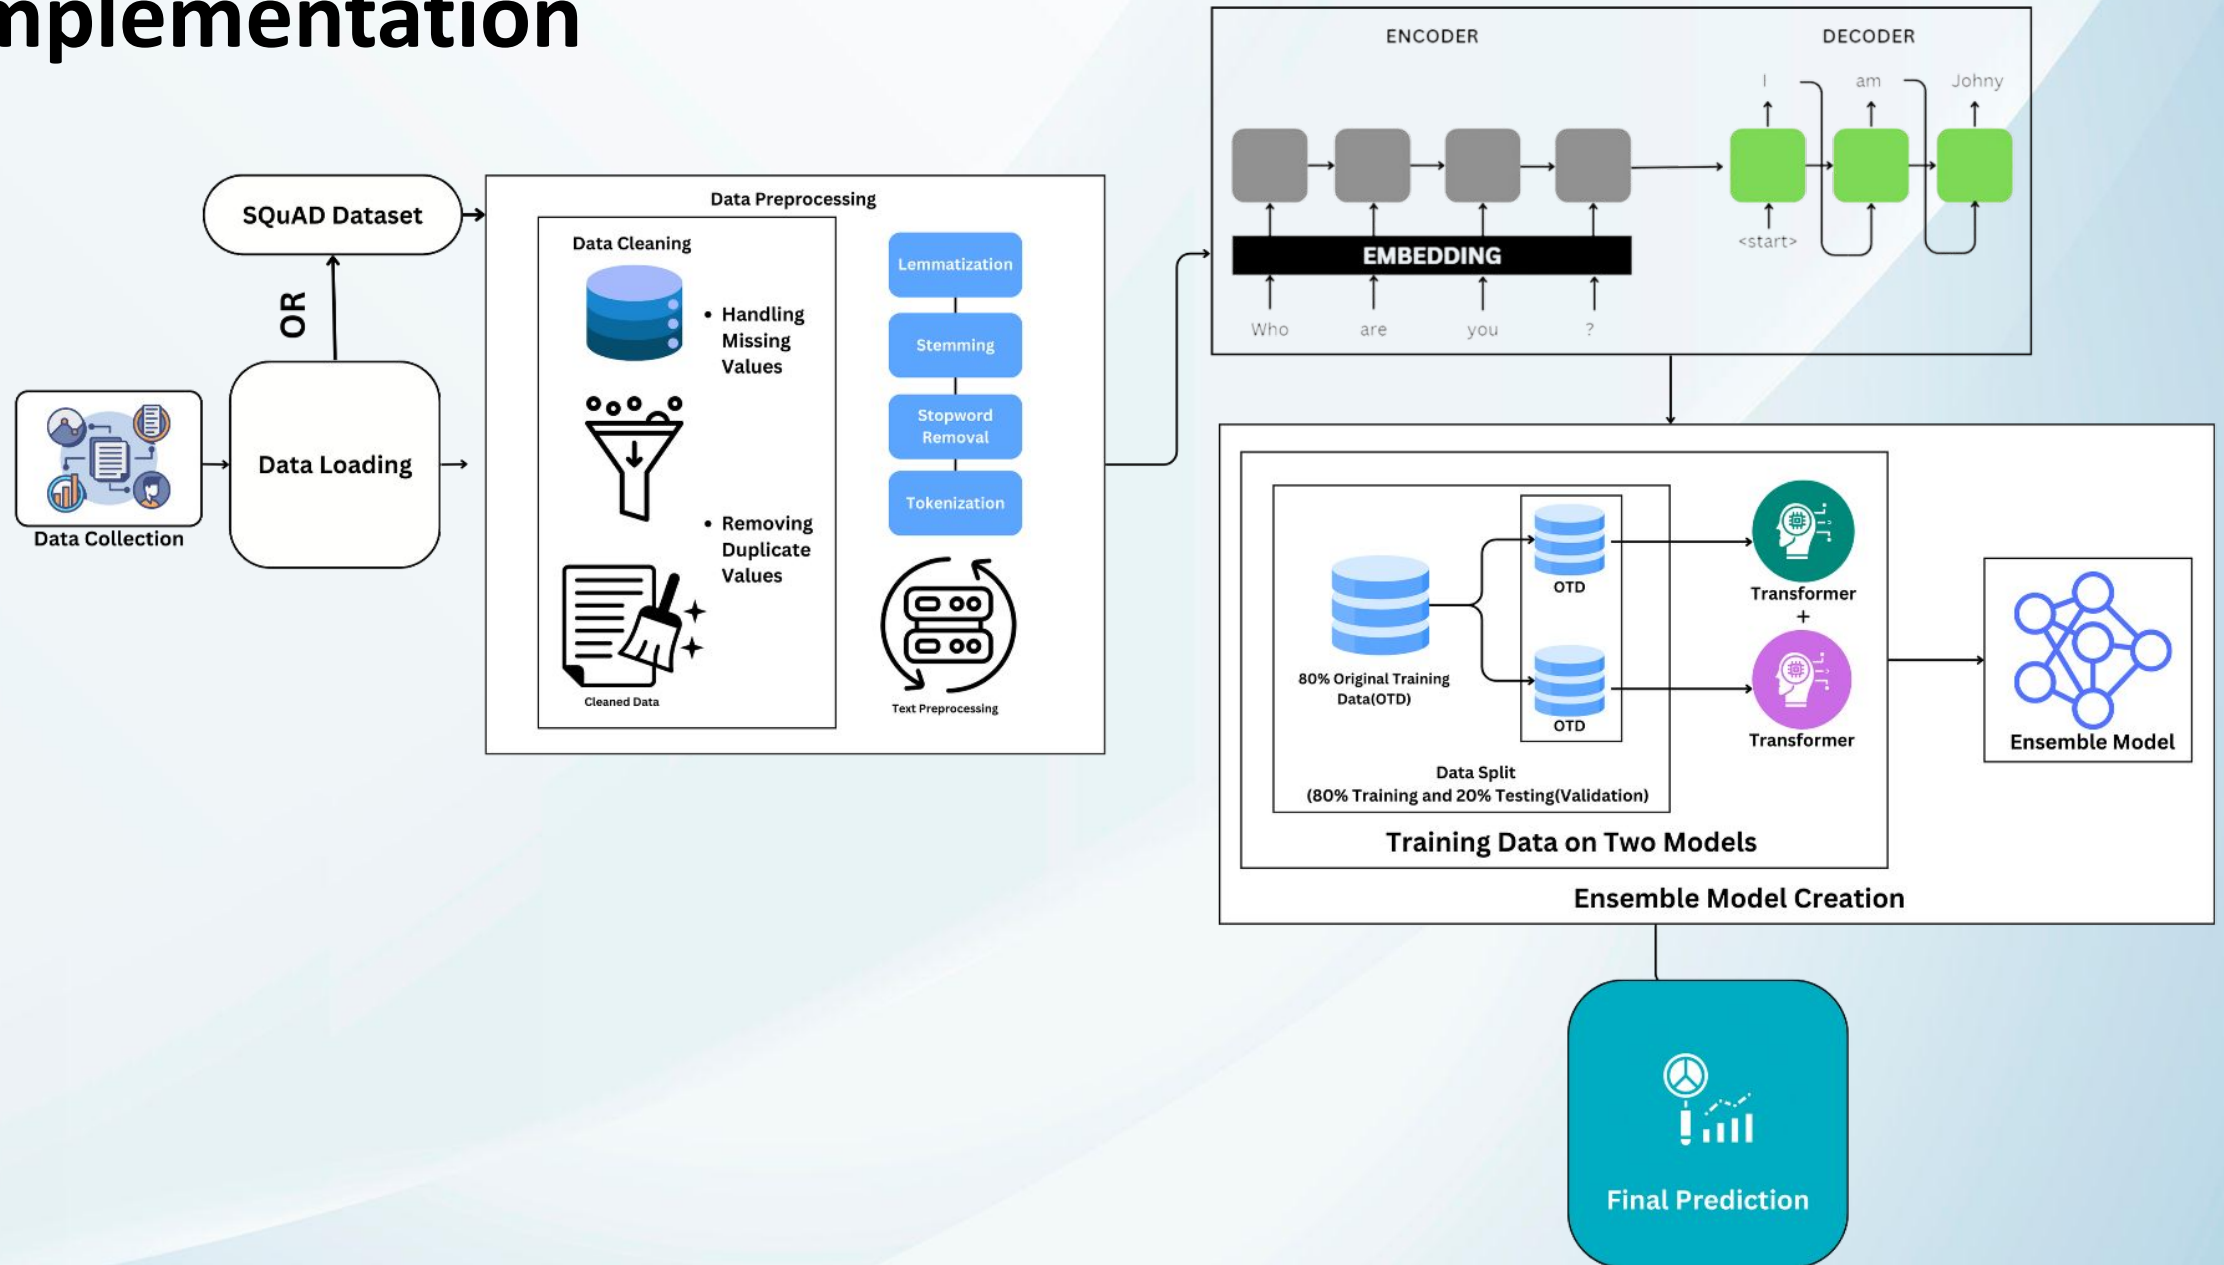 mplementation
SQuAD Dataset
OR
Data Collection
Data Loading
Data Preprocessing
Data Cleaning
• Handling
Missing
Values
• Removing
Duplicate
Values
Cleaned Data
Lemmatization
Stemming
Stopword
Removal
Tokenization
Text Preprocessing
ENCODER
DECODER
I am Johny
<start>
EMBEDDING
Who are you ?
80% Original Training
Data(OTD)
OTD
OTD
Data Split
(80% Training and 20% Testing(Validation)
Transformer
+
Transformer
Training Data on Two Models
Ensemble Model
Ensemble Model Creation
Final Prediction